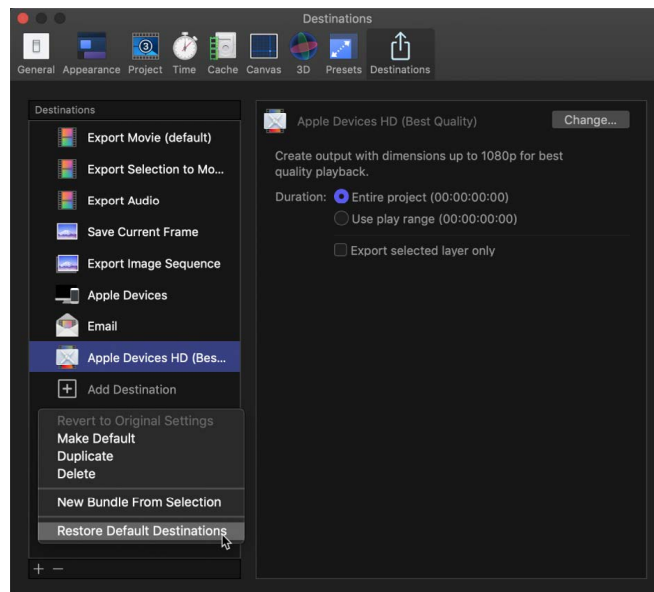 Destinations
General Appearance Project Time Cache Canvas 3D Presets Destinations
Destinations
Export Movie (default)
Export Selection to Mo...
Export Audio
Save Current Frame
Export Image Sequence
Apple Devices
Email
Apple Devices HD (Bes...
Add Destination
Revert to Original Settings
Make Default
Duplicate
Delete
New Bundle From Selection
Restore Default Destinations
+ −
Apple Devices HD (Best Quality)
Change...
Create output with dimensions up to 1080p for best
quality playback.
Duration: Entire project (00:00:00:00)
Use play range (00:00:00:00)
Export selected layer only